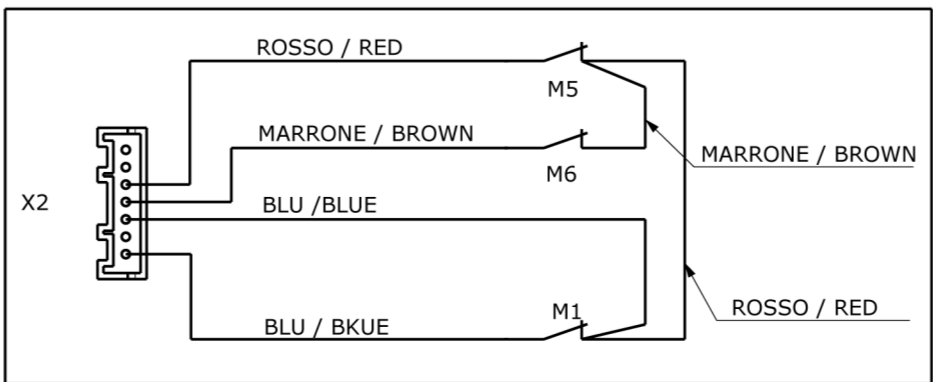 ROSSO / RED
M5
MARRONE / BROWN
MARRONE / BROWN
M6
X2
BLU /BLUE
M1
ROSSO / RED
BLU / BKUE